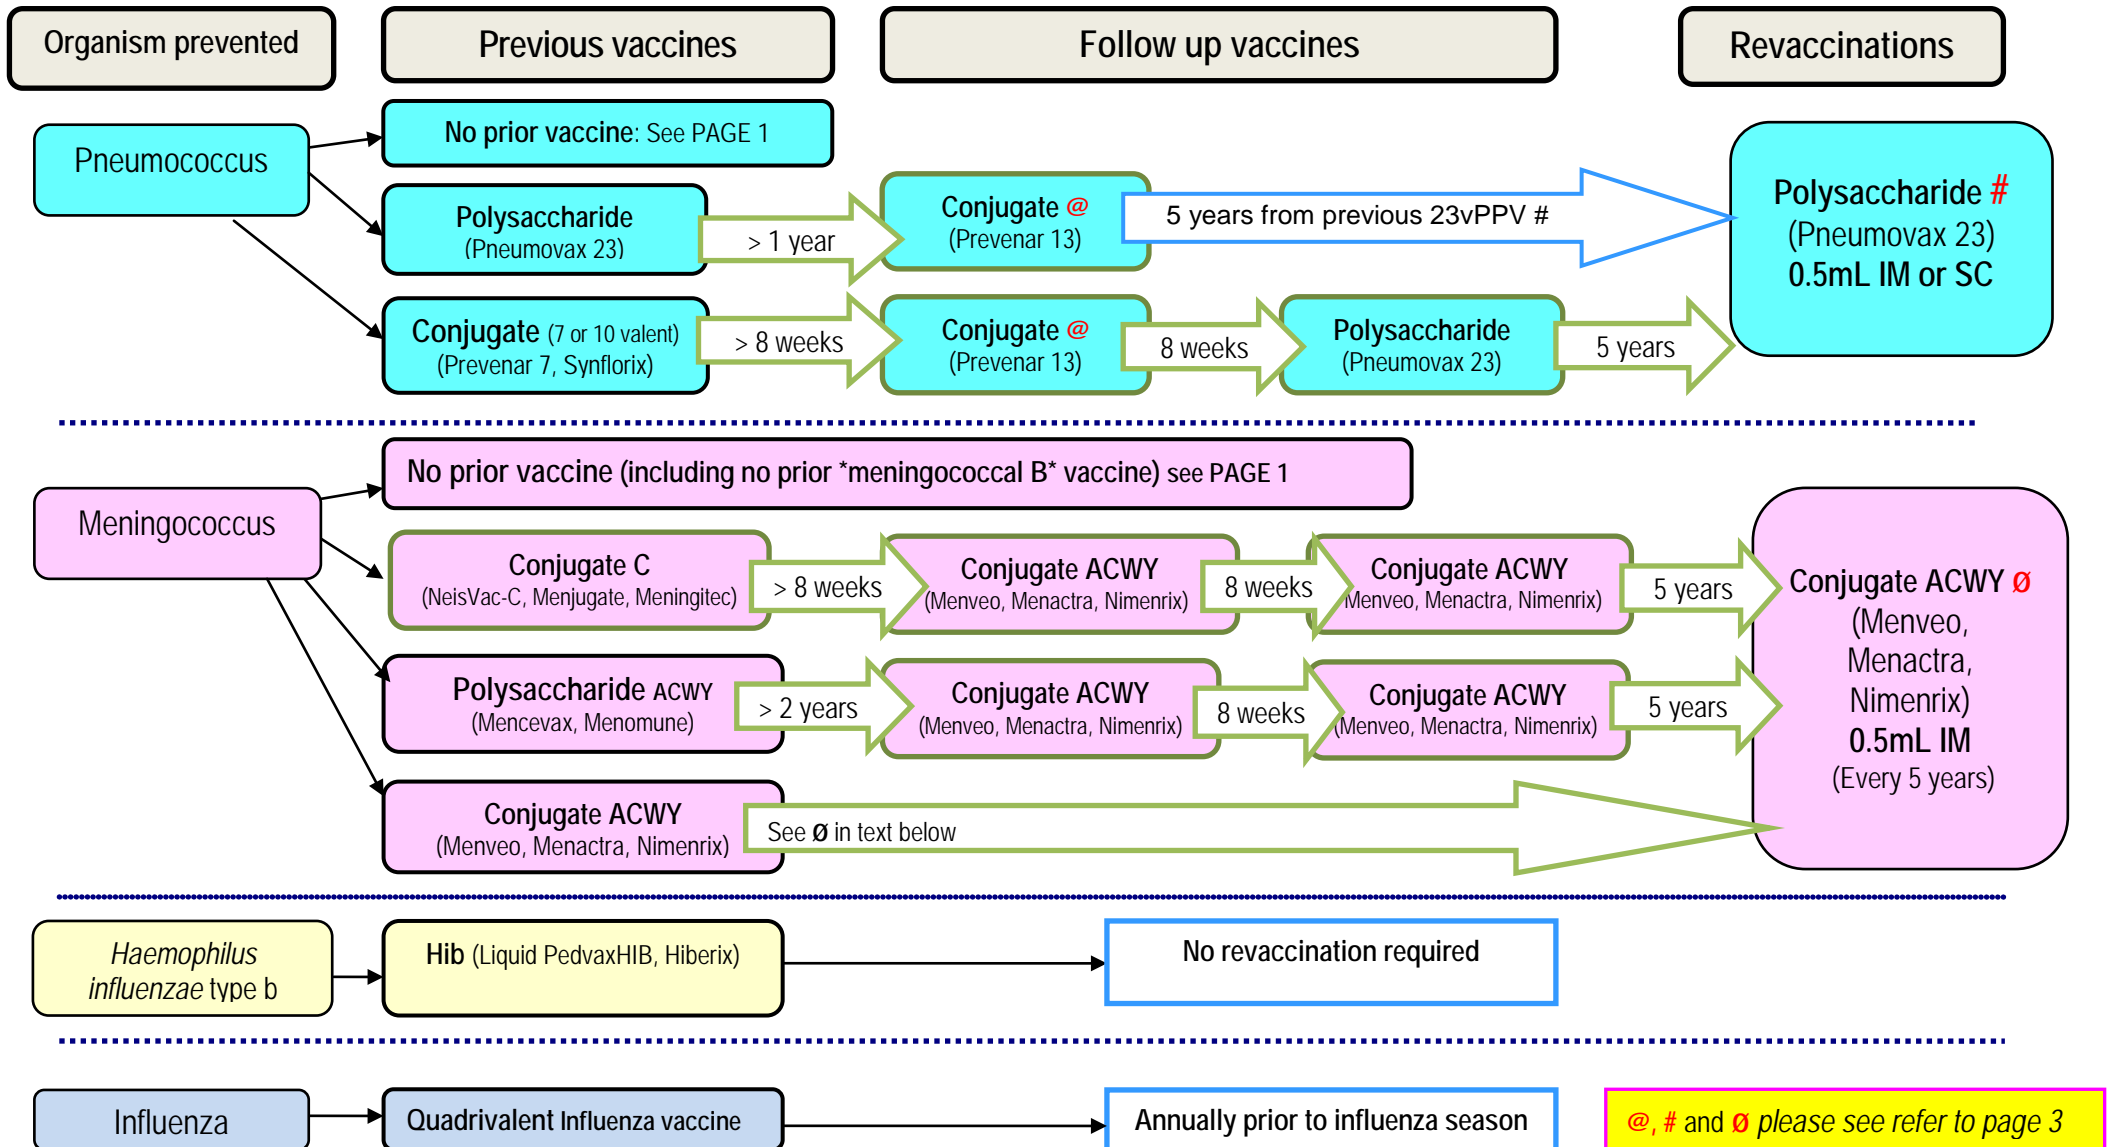 Organism prevented
Previous vaccines
Follow up vaccines
Revaccinations
Pneumococcus
No prior vaccine: See PAGE 1
Polysaccharide
(Pneumovax 23)
> 1 year
Conjugate @
(Prevenar 13)
5 years from previous 23vPPV #
Conjugate (7 or 10 valent)
(Prevenar 7, Synflorix)
> 8 weeks
Conjugate @
(Prevenar 13)
8 weeks
Polysaccharide
(Pneumovax 23)
5 years
Polysaccharide #
(Pneumovax 23)
0.5mL IM or SC
Meningococcus
No prior vaccine (including no prior *meningococcal B* vaccine) see PAGE 1
Conjugate C
(NeisVac-C, Menjugate, Meningitec)
> 8 weeks
Conjugate ACWY
(Menveo, Menactra, Nimenrix)
8 weeks
Conjugate ACWY
Menveo, Menactra, Nimenrix)
5 years
Polysaccharide ACWY
(Mencevax, Menomune)
> 2 years
Conjugate ACWY
(Menveo, Menactra, Nimenrix)
8 weeks
Conjugate ACWY
(Menveo, Menactra, Nimenrix)
5 years
Conjugate ACWY
(Menveo, Menactra, Nimenrix)
See Ø in text below
Conjugate ACWY Ø
(Menveo,
Menactra,
Nimenrix)
0.5mL IM
(Every 5 years)
Haemophilus
influenzae type b
Hib (Liquid PedvaxHIB, Hiberix)
No revaccination required
Influenza
Quadrivalent Influenza vaccine
Annually prior to influenza season
@, # and Ø please see refer to page 3